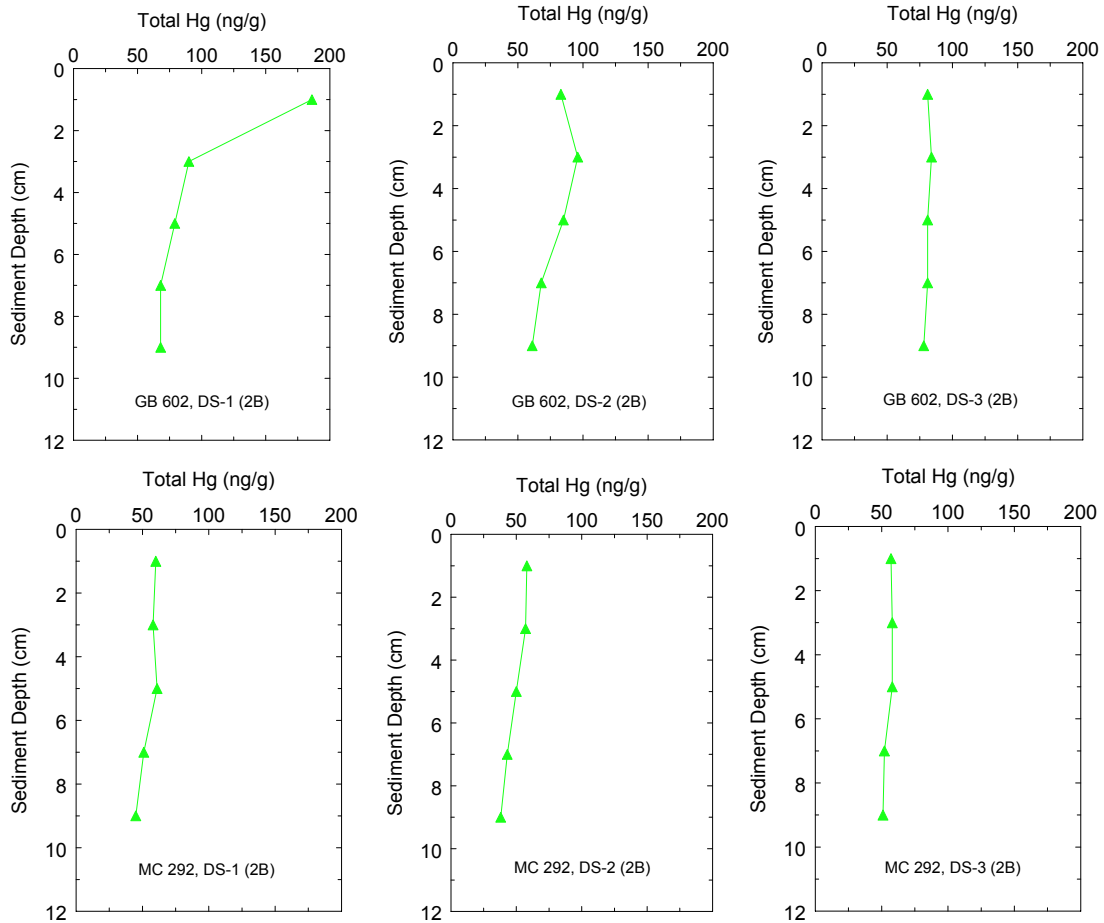 Total Hg (ng/g)
0 50 100 150 200
0
2
4
6
8
10
12
Sediment Depth (cm)
GB 602, DS-1 (2B)
Total Hg (ng/g)
0 50 100 150 200
0
2
4
6
8
10
12
Sediment Depth (cm)
GB 602, DS-2 (2B)
Total Hg (ng/g)
0 50 100 150 200
0
2
4
6
8
10
12
Sediment Depth (cm)
GB 602, DS-3 (2B)
Total Hg (ng/g)
0 50 100 150 200
0
2
4
6
8
10
12
Sediment Depth (cm)
MC 292, DS-1 (2B)
Total Hg (ng/g)
0 50 100 150 200
0
2
4
6
8
10
12
Sediment Depth (cm)
MC 292, DS-2 (2B)
Total Hg (ng/g)
0 50 100 150 200
0
2
4
6
8
10
12
Sediment Depth (cm)
MC 292, DS-3 (2B)